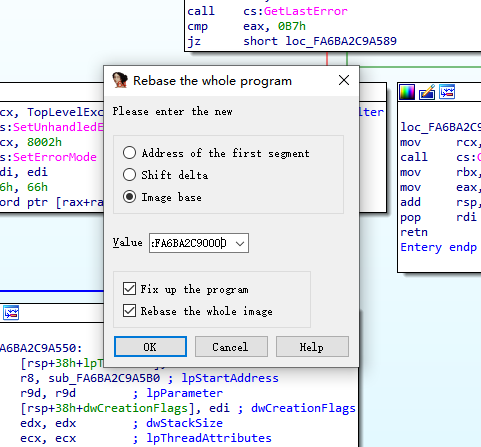 call    cs:GetLastError
cmp     eax, 0B7h
jz      short loc_FA6BA2C9A589
Rebase the whole program
Please enter the new
Address of the first segment
Shift delta
Image base
Value :FA6BA2C90000
Fix up the program
Rebase the whole image
OK
Cancel
Help
cx, TopLevelExc
s:SetUnhandledE
cx, 8002h
s:SetErrorMode
di, edi
6h, 66h
ord ptr [rax+ra
lter
loc_FA6BA2C9
mov     rcx,
call    cs:C
mov     rbx,
mov     eax,
add     rsp,
pop     rdi
retn
Entery endp
A6BA2C9A550:
[rsp+38h+lpT
r8, sub_FA6BA2C9A5B0 ; lpStartAddress
r9d, r9d        ; lpParameter
[rsp+38h+dwCreationFlags], edi ; dwCreationFlags
edx, edx        ; dwStackSize
ecx, ecx        ; lpThreadAttributes